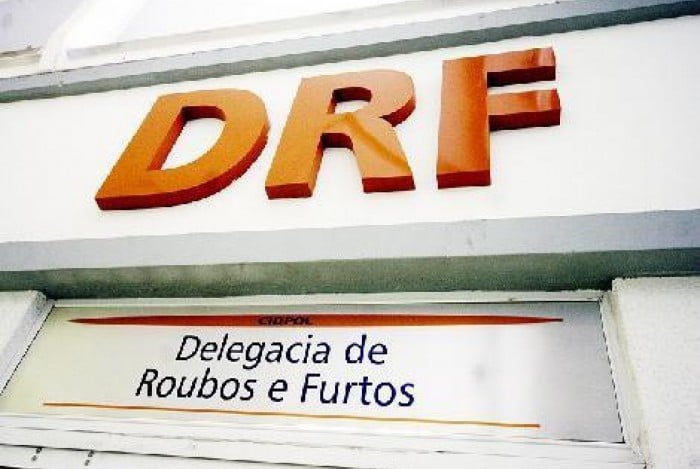 DRF
CIDPOL
Delegacia de
Roubos e Furtos